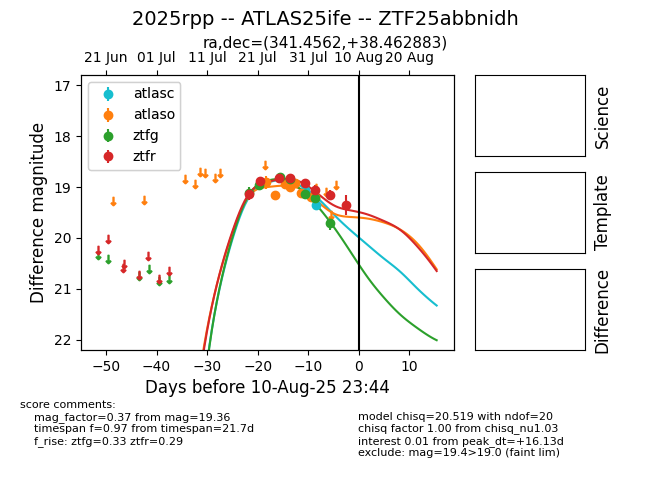 2025rpp -- ATLAS25ife -- ZTF25abbnidh
ra,dec=(341.4562,+38.462883)
21 Jun 01 Jul 11 Jul 21 Jul 31 Jul 10 Aug 20 Aug
atlasc
atlaso
ztfg
ztfr
17
18
19
20
21
22
Difference magnitude
−50 −40 −30 −20 −10 0 10
Days before 10-Aug-25 23:44
Science
Template
Difference
score comments:
mag_factor=0.37 from mag=19.36
timespan f=0.97 from timespan=21.7d
f_rise: ztfg=0.33 ztfr=0.29
model chisq=20.519 with ndof=20
chisq factor 1.00 from chisq_nu1.03
interest 0.01 from peak_dt=+16.13d
exclude: mag=19.4>19.0 (faint lim)